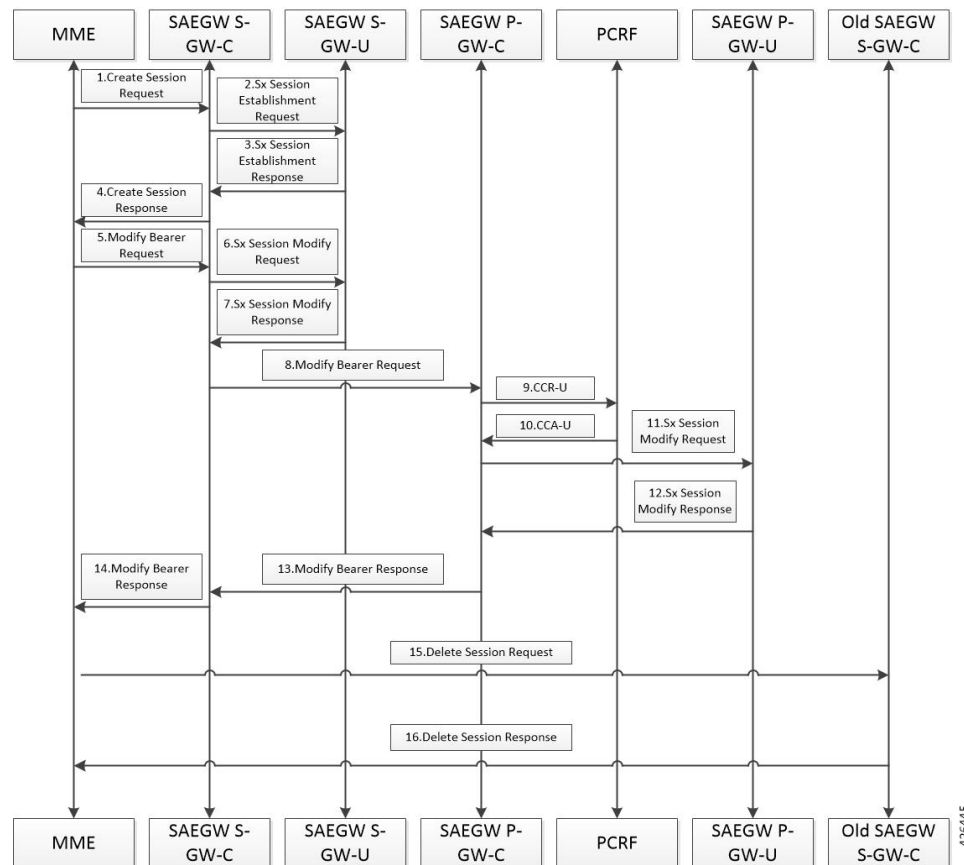 MME
SAEGW S-
GW-C
SAEGW S-
GW-U
SAEGW P-
GW-C
PCRF
SAEGW P-
GW-U
Old SAEGW
S-GW-C
1.Create Session
Request
2.Sx Session
Establishment
Request
3.Sx Session
Establishment
Response
4.Create Session
Response
5.Modify Bearer
Request
6.Sx Session Modify
Request
7.Sx Session Modify
Response
8.Modify Bearer Request
9.CCR-U
10.CCA-U
11.Sx Session
Modify Request
12.Sx Session
Modify Response
13.Modify Bearer Response
14.Modify Bearer
Response
15.Delete Session Request
16.Delete Session Response
MME
SAEGW S-
GW-C
SAEGW S-
GW-U
SAEGW P-
GW-C
PCRF
SAEGW P-
GW-U
Old SAEGW
S-GW-C